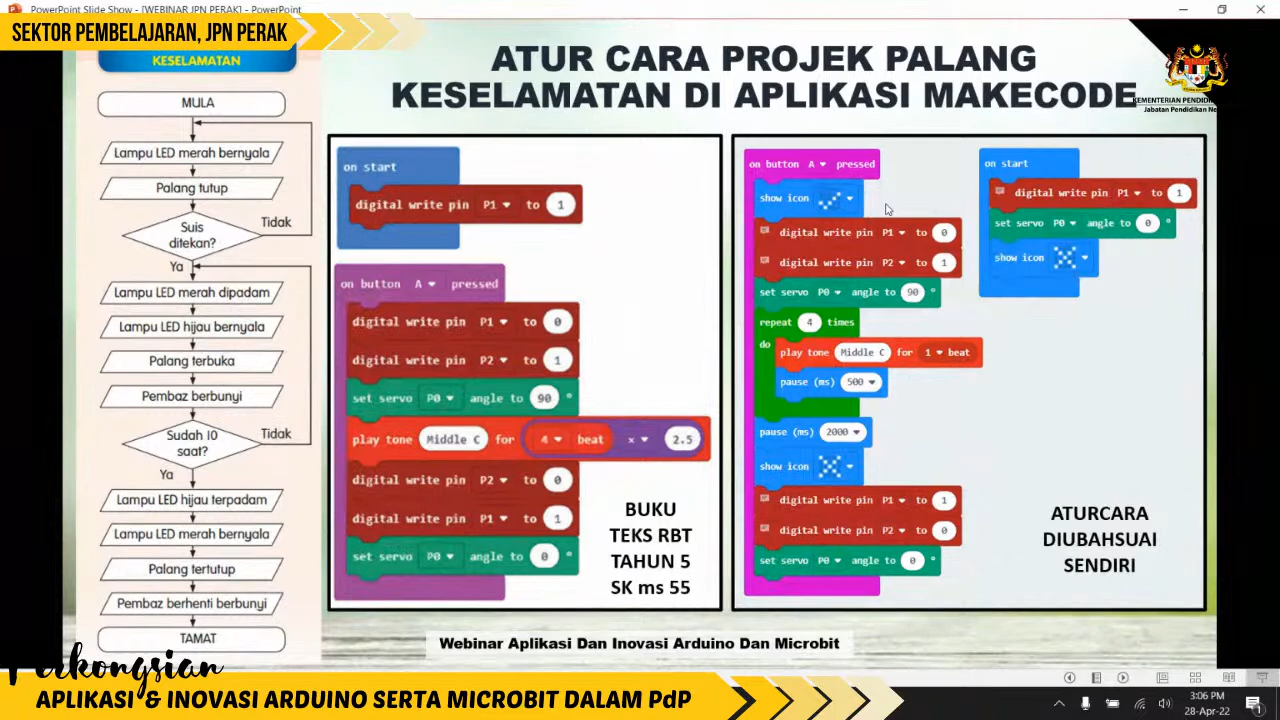 PowerPoint Slide Show - [WEBINAR JPN PERAK] - PowerPoint
SEKTOR PEMBELAJARAN, JPN PERAK
KESELAMATAN
MULA
Lampu LED merah bernyala
Palang tutup
Suis
ditekan?
Tidak
Ya
Lampu LED merah dipadam
Lampu LED hijau bernyala
Palang terbuka
Pembaz berbunyi
Sudah 10
saat?
Tidak
Ya
Lampu LED hijau terpadam
Lampu LED merah bernyala
Palang tertutup
Pembaz berhenti berbunyi
TAMAT
ATUR CARA PROJEK PALANG
KESELAMATAN DI APLIKASI MAKECODE
KEMENTERIAN
Jabatan Pendidikan
on start
digital write pin P1 to 1
on button A pressed
digital write pin P1 to 0
digital write pin P2 to 1
set servo P0 angle to 90 °
play tone Middle C for 4 beat × 2.5
digital write pin P2 to 0
digital write pin P1 to 1
set servo P0 angle to 0 °
BUKU
TEKS RBT
TAHUN 5
SK ms 55
on button A pressed
show icon
digital write pin P1 to 0
digital write pin P2 to 1
set servo P0 angle to 90 °
repeat 4 times
do
play tone Middle C for 1 beat
pause (ms) 500
pause (ms) 2000
show icon
digital write pin P1 to 1
digital write pin P2 to 0
set servo P0 angle to 0 °
on start
digital write pin P1 to 1
set servo P0 angle to 0 °
show icon
ATURCARA
DIUBAHSUAI
SENDIRI
Webinar Aplikasi Dan Inovasi Arduino Dan Microbit
Perkongsian
APLIKASI & INOVASI ARDUINO SERTA MICROBIT DALAM PdP
3:06 PM
28-Apr-22
1